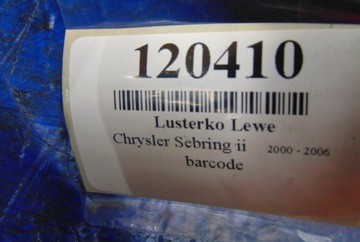 120410
Lusterko Lewe
Chrysler Sebring ii 2000 - 2006
barcode